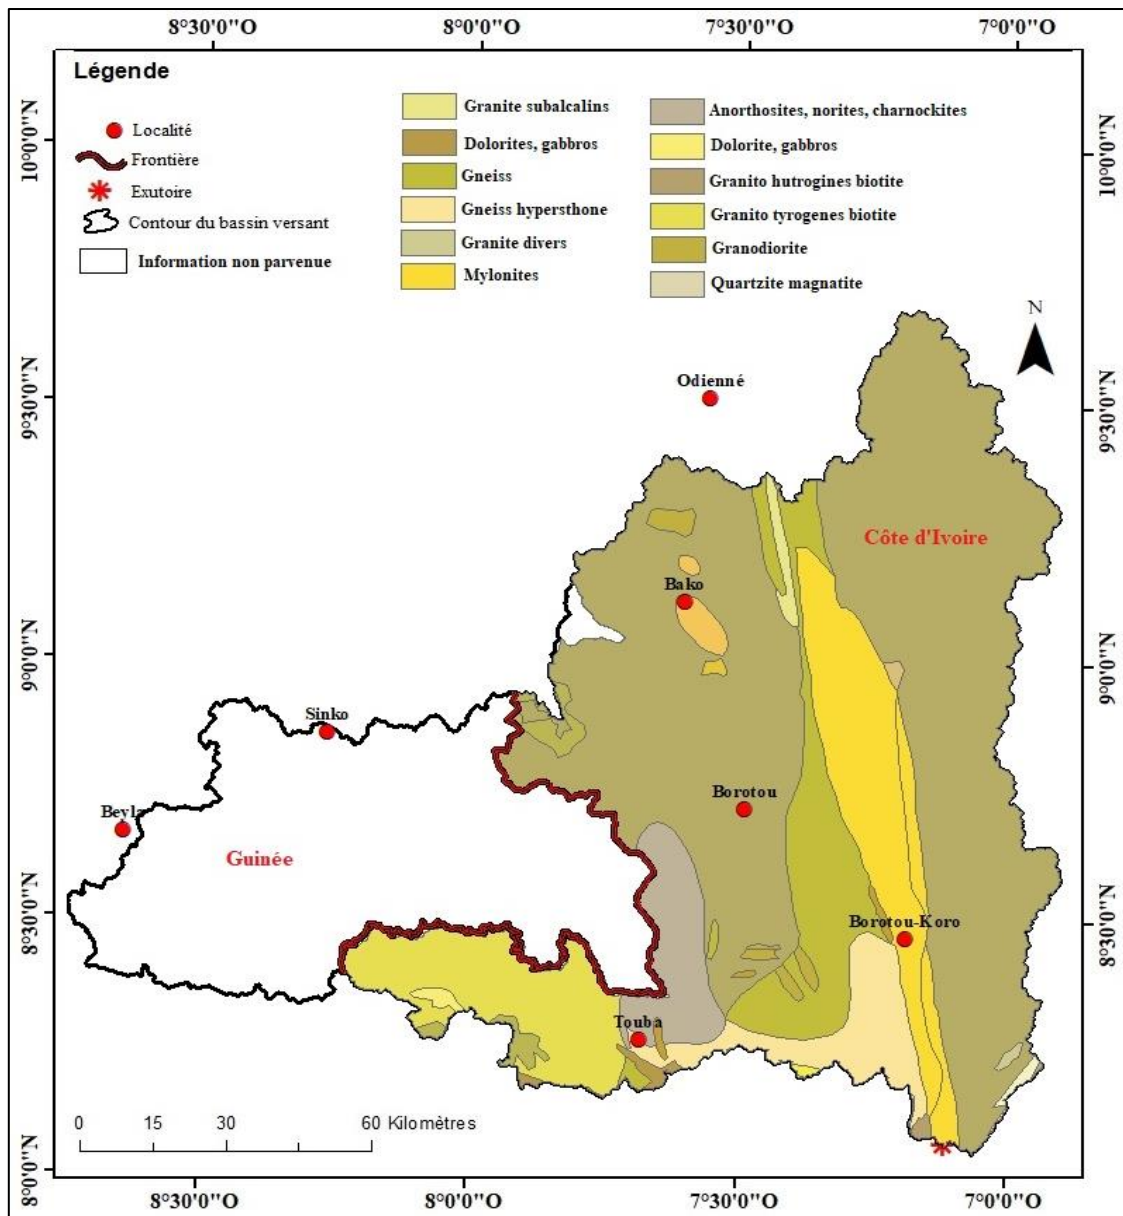 8°30'0"O
8°0'0"O
7°30'0"O
7°0'0"O
Légende
Localité
Frontière
Exutoire
Contour du bassin versant
Information non parvenue
Granite subalcalins
Dolorites, gabbros
Gneiss
Gneiss hypersthone
Granite divers
Mylonites
Anorthosites, norites, charnockites
Dolorite, gabbros
Granito hutrogines biotite
Granito tyrogenes biotite
Granodiorite
Quartzite magnatite
10°0'0"N
10°0'0"N
N
Odienné
9°30'0"N
9°30'0"N
Côte d'Ivoire
Bako
9°0'0"N
9°0'0"N
Sinko
Beyla
Borotou
Guinée
8°30'0"N
8°30'0"N
Borotou-Koro
Touba
0
15
30
60 Kilomètres
8°0'0"N
8°30'0"O
8°0'0"O
7°30'0"O
7°0'0"O